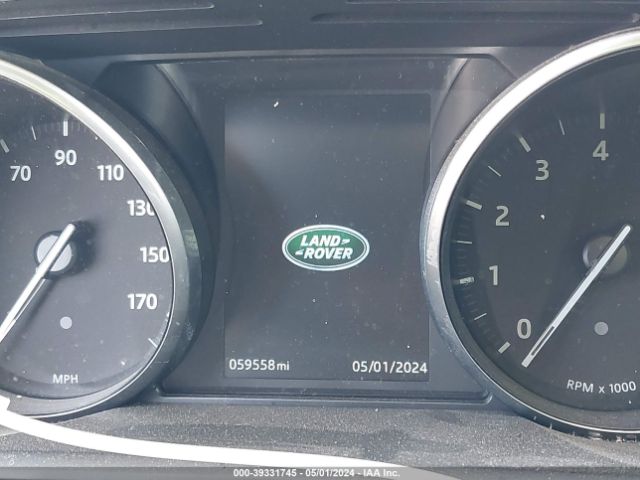 70 90 110 130 150 170
MPH
LAND
ROVER
059558mi 05/01/2024
0 1 2 3 4
RPM x 1000
000-39331745 - 05/01/2024 - IAA Inc.